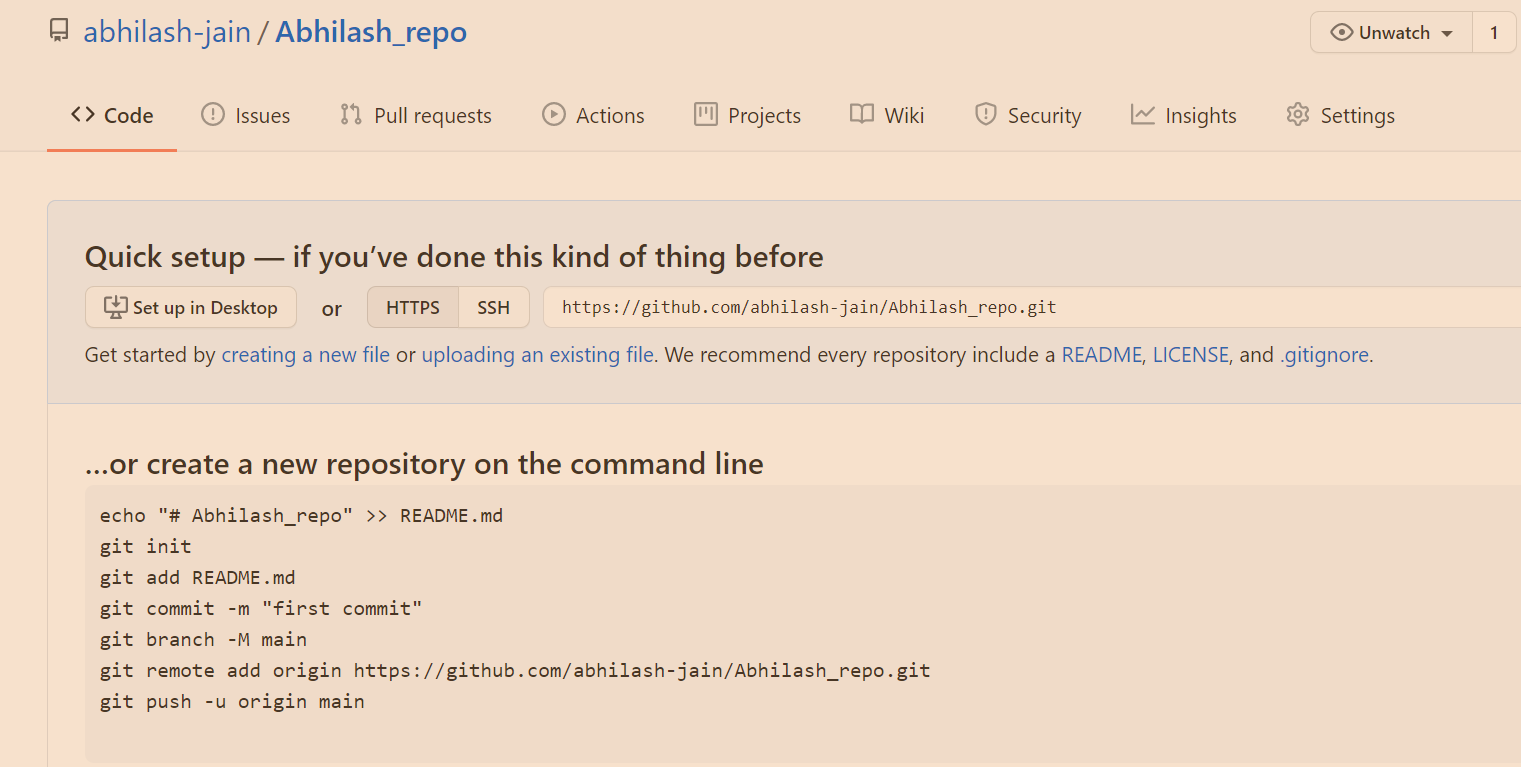 abhilash-jain / Abhilash_repo
Unwatch 1
Code Issues Pull requests Actions Projects Wiki Security Insights Settings
Quick setup — if you’ve done this kind of thing before
Set up in Desktop or HTTPS SSH https://github.com/abhilash-jain/Abhilash_repo.git
Get started by creating a new file or uploading an existing file. We recommend every repository include a README, LICENSE, and .gitignore.
…or create a new repository on the command line
echo "# Abhilash_repo" >> README.md
git init
git add README.md
git commit -m "first commit"
git branch -M main
git remote add origin https://github.com/abhilash-jain/Abhilash_repo.git
git push -u origin main